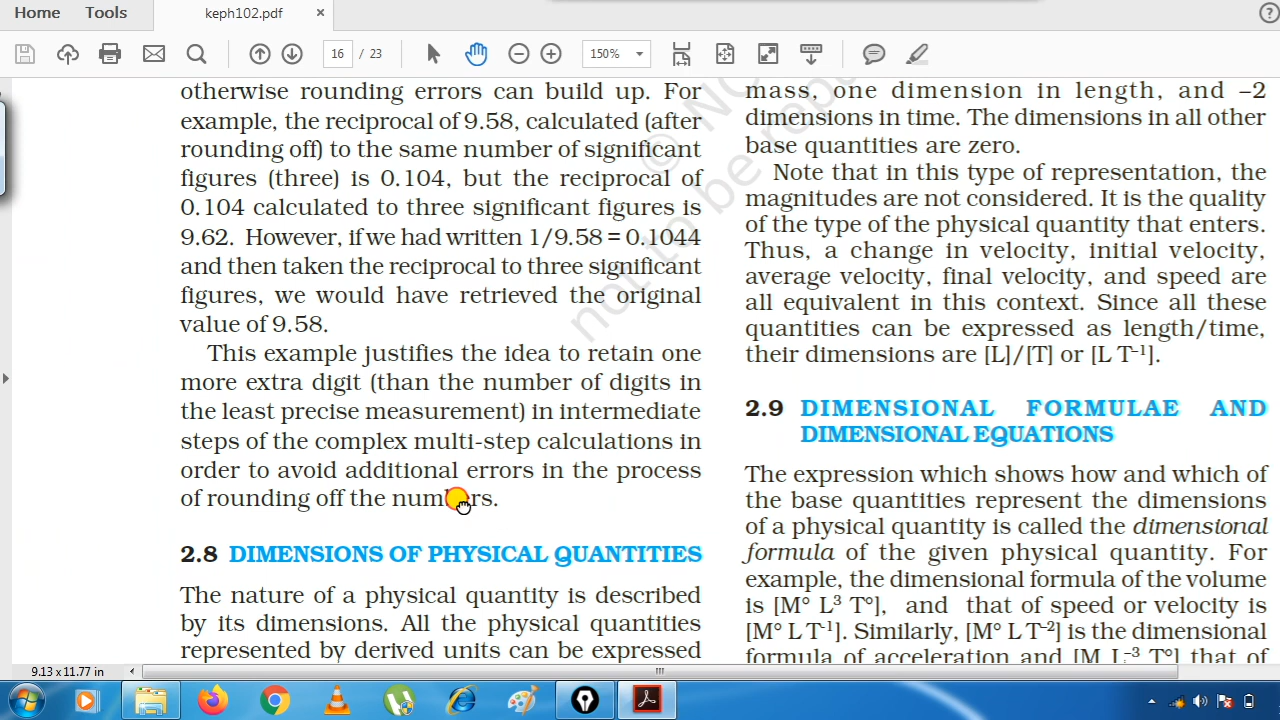 Home Tools keph102.pdf ×
16 / 23 150%
otherwise rounding errors can build up. For
example, the reciprocal of 9.58, calculated (after
rounding off) to the same number of significant
figures (three) is 0.104, but the reciprocal of
0.104 calculated to three significant figures is
9.62. However, if we had written 1/9.58 = 0.1044
and then taken the reciprocal to three significant
figures, we would have retrieved the original
value of 9.58.
This example justifies the idea to retain one
more extra digit (than the number of digits in
the least precise measurement) in intermediate
steps of the complex multi-step calculations in
order to avoid additional errors in the process
of rounding off the numbers.
2.8 DIMENSIONS OF PHYSICAL QUANTITIES
The nature of a physical quantity is described
by its dimensions. All the physical quantities
represented by derived units can be expressed
mass, one dimension in length, and –2
dimensions in time. The dimensions in all other
base quantities are zero.
Note that in this type of representation, the
magnitudes are not considered. It is the quality
of the type of the physical quantity that enters.
Thus, a change in velocity, initial velocity,
average velocity, final velocity, and speed are
all equivalent in this context. Since all these
quantities can be expressed as length/time,
their dimensions are [L]/[T] or [L T⁻¹].
2.9 DIMENSIONAL FORMULAE AND
DIMENSIONAL EQUATIONS
The expression which shows how and which of
the base quantities represent the dimensions
of a physical quantity is called the dimensional
formula of the given physical quantity. For
example, the dimensional formula of the volume
is [M° L³ T°], and that of speed or velocity is
[M° L T⁻¹]. Similarly, [M° L T⁻²] is the dimensional
formula of acceleration and [M L⁻³ T°] that of
© NC
not to be repu
9.13 x 11.77 in